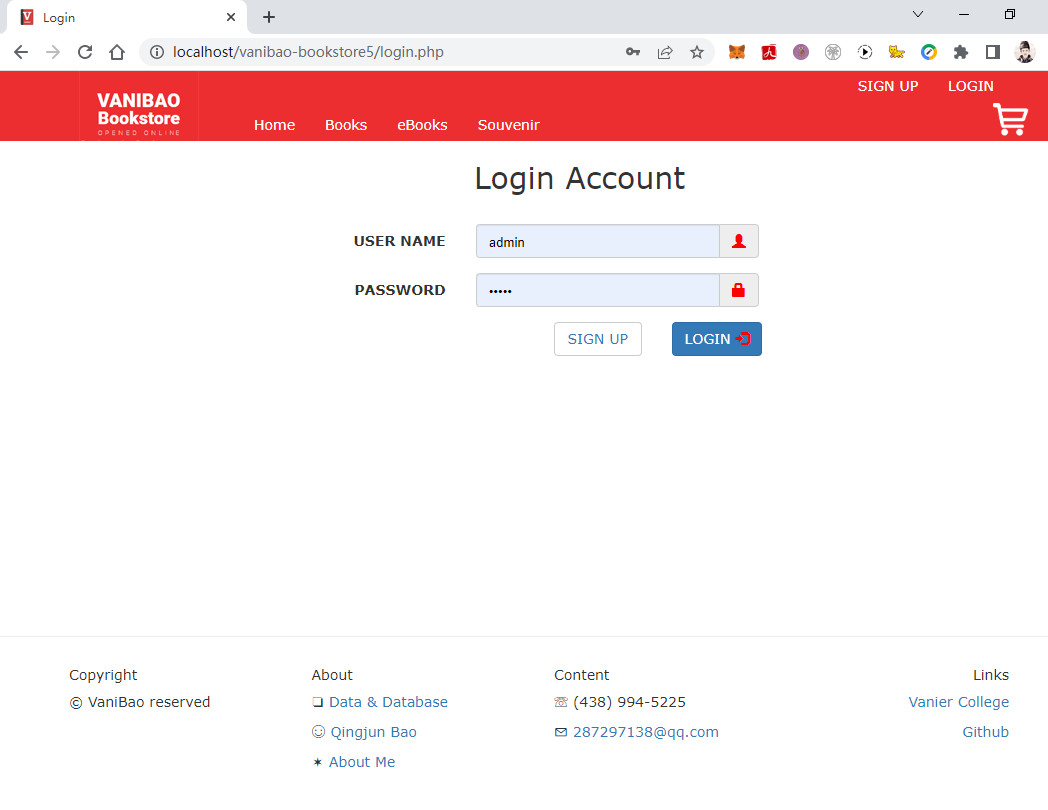 Login
localhost/vanibao-bookstore5/login.php
SIGN UP LOGIN
VANIBAO
Bookstore
OPENED ONLINE
Home Books eBooks Souvenir
Login Account
USER NAME admin
PASSWORD •••••
SIGN UP LOGIN
Copyright About Content Links
© VaniBao reserved Data & Database (438) 994-5225 Vanier College
Qingjun Bao 287297138@qq.com Github
About Me